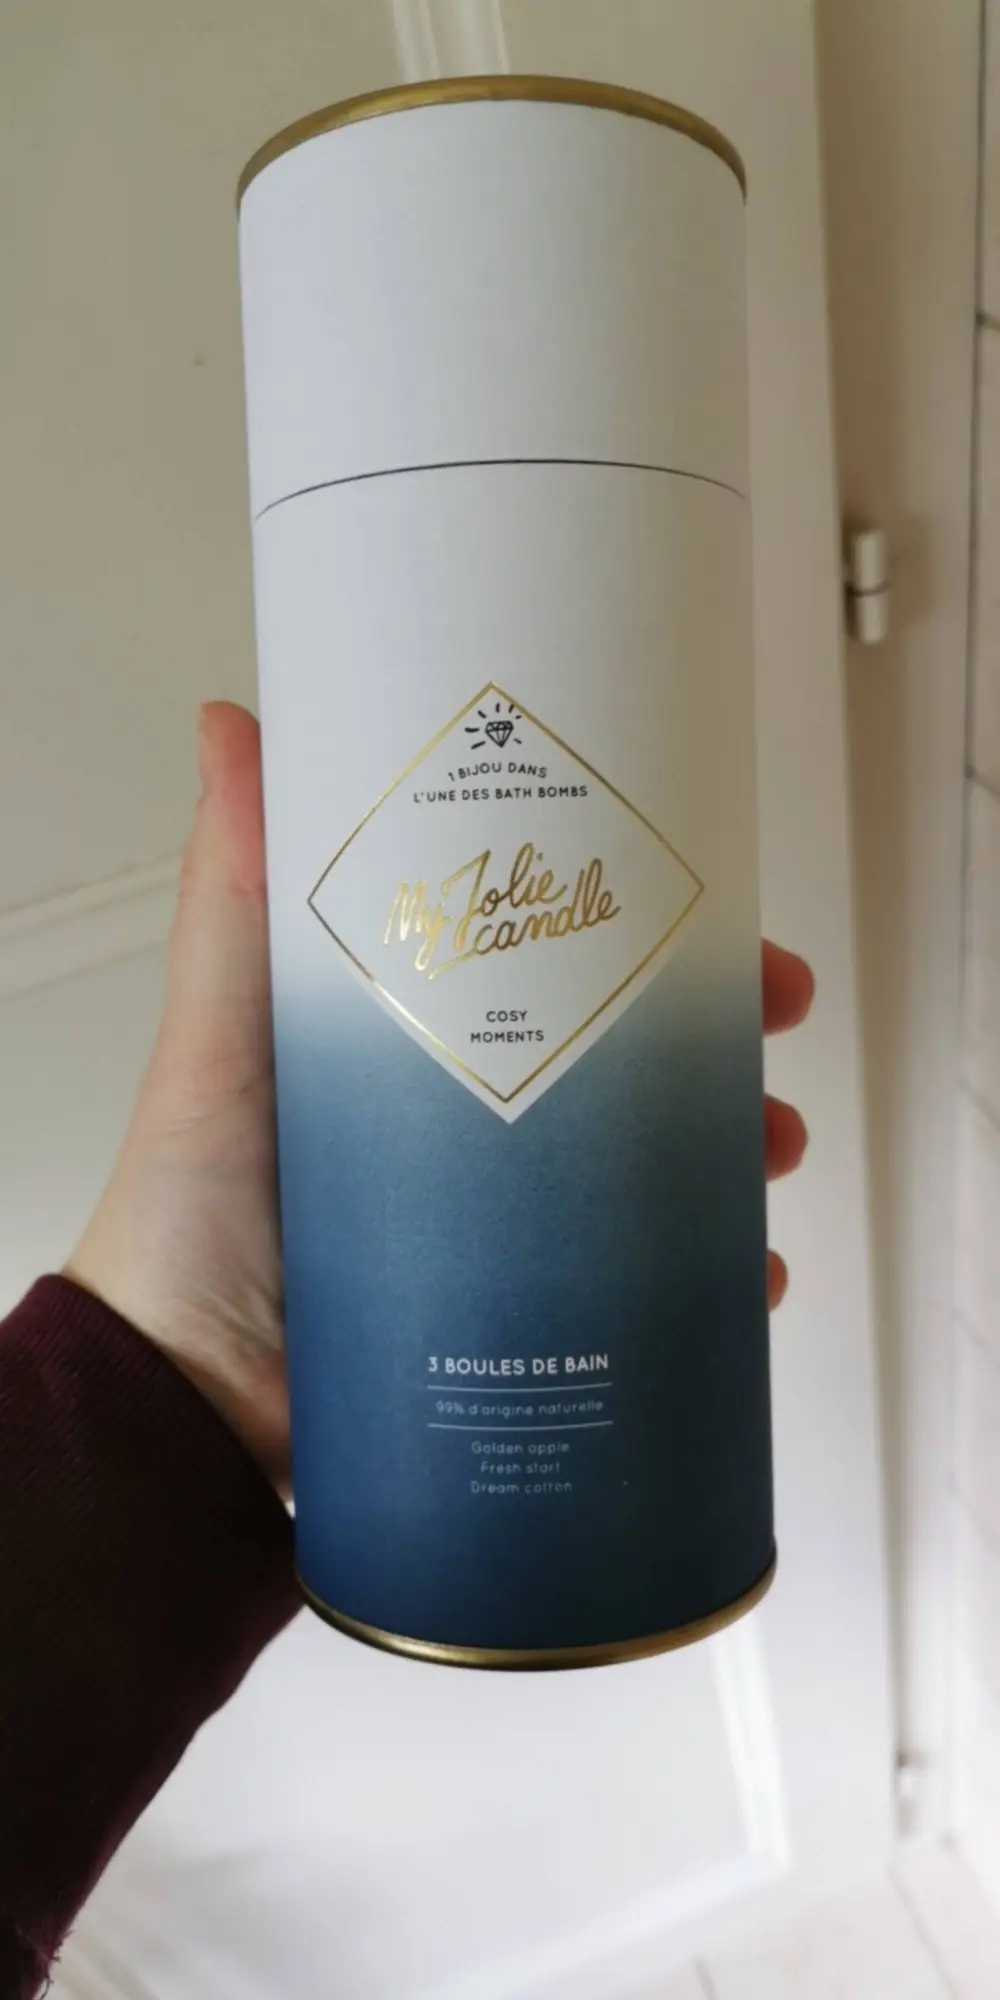 1 BIJOU DANS
L'UNE DES BATH BOMBS
My Jolie
candle
COSY
MOMENTS
3 BOULES DE BAIN
99% d'origine naturelle
Golden apple
Fresh start
Dream cotton